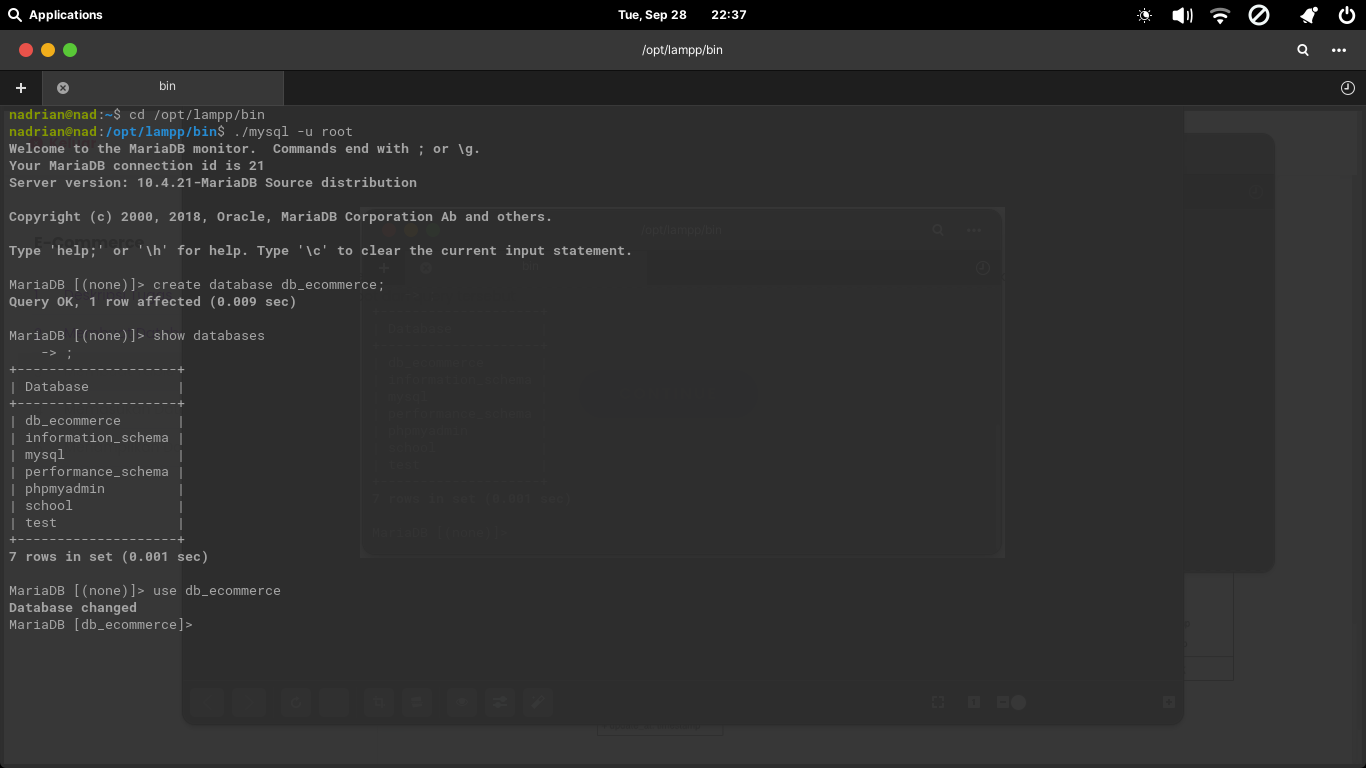 Applications
Tue, Sep 28 22:37
/opt/lampp/bin
bin
nadrian@nad:~$ cd /opt/lampp/bin
nadrian@nad:/opt/lampp/bin$ ./mysql -u root
Welcome to the MariaDB monitor.  Commands end with ; or \g.
Your MariaDB connection id is 21
Server version: 10.4.21-MariaDB Source distribution
Copyright (c) 2000, 2018, Oracle, MariaDB Corporation Ab and others.
Type 'help;' or '\h' for help. Type '\c' to clear the current input statement.
MariaDB [(none)]> create database db_ecommerce;
Query OK, 1 row affected (0.009 sec)
MariaDB [(none)]> show databases
    -> ;
+--------------------+
| Database           |
+--------------------+
| db_ecommerce       |
| information_schema |
| mysql              |
| performance_schema |
| phpmyadmin         |
| school             |
| test               |
+--------------------+
7 rows in set (0.001 sec)
MariaDB [(none)]> use db_ecommerce
Database changed
MariaDB [db_ecommerce]>